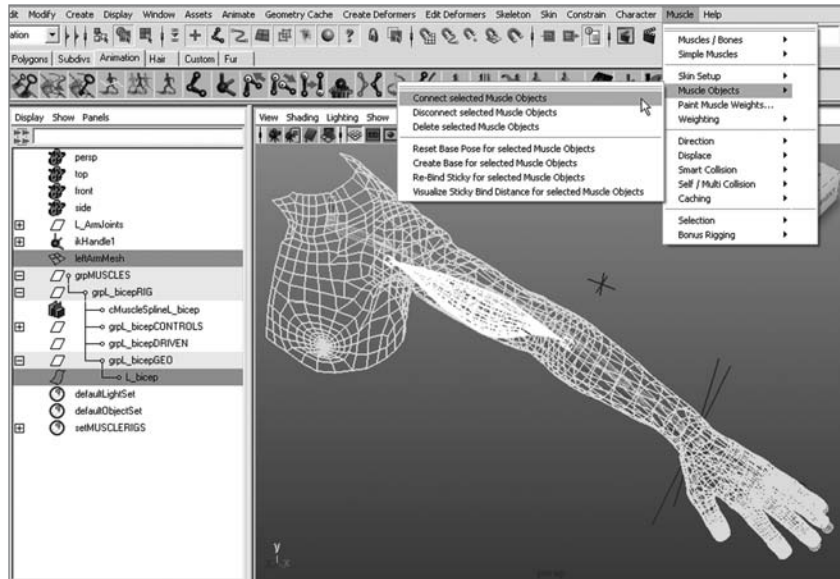 dit Modify Create Display Window Assets Animate Geometry Cache Create Deformers Edit Deformers Skeleton Skin Constrain Character Muscle Help
ation
Polygons Subdivs Animation Hair Custom Fur
Muscles / Bones
Simple Muscles
Skin Setup
Muscle Objects
Paint Muscle Weights...
Weighting
Direction
Displace
Smart Collision
Self / Multi Collision
Caching
Selection
Bonus Rigging
Connect selected Muscle Objects
Disconnect selected Muscle Objects
Delete selected Muscle Objects
Reset Base Pose for selected Muscle Objects
Create Base for selected Muscle Objects
Re-Bind Sticky for selected Muscle Objects
Visualize Sticky Bind Distance for selected Muscle Objects
Display Show Panels
View Shading Lighting Show
persp
top
front
side
L_ArmJoints
ikHandle1
leftArmMesh
grpMUSCLES
grpL_bicepRIG
cMuscleSplineL_bicep
grpL_bicepCONTROLS
grpL_bicepDRIVEN
grpL_bicepGEO
L_bicep
defaultLightSet
defaultObjectSet
setMUSCLERIGS
y
x